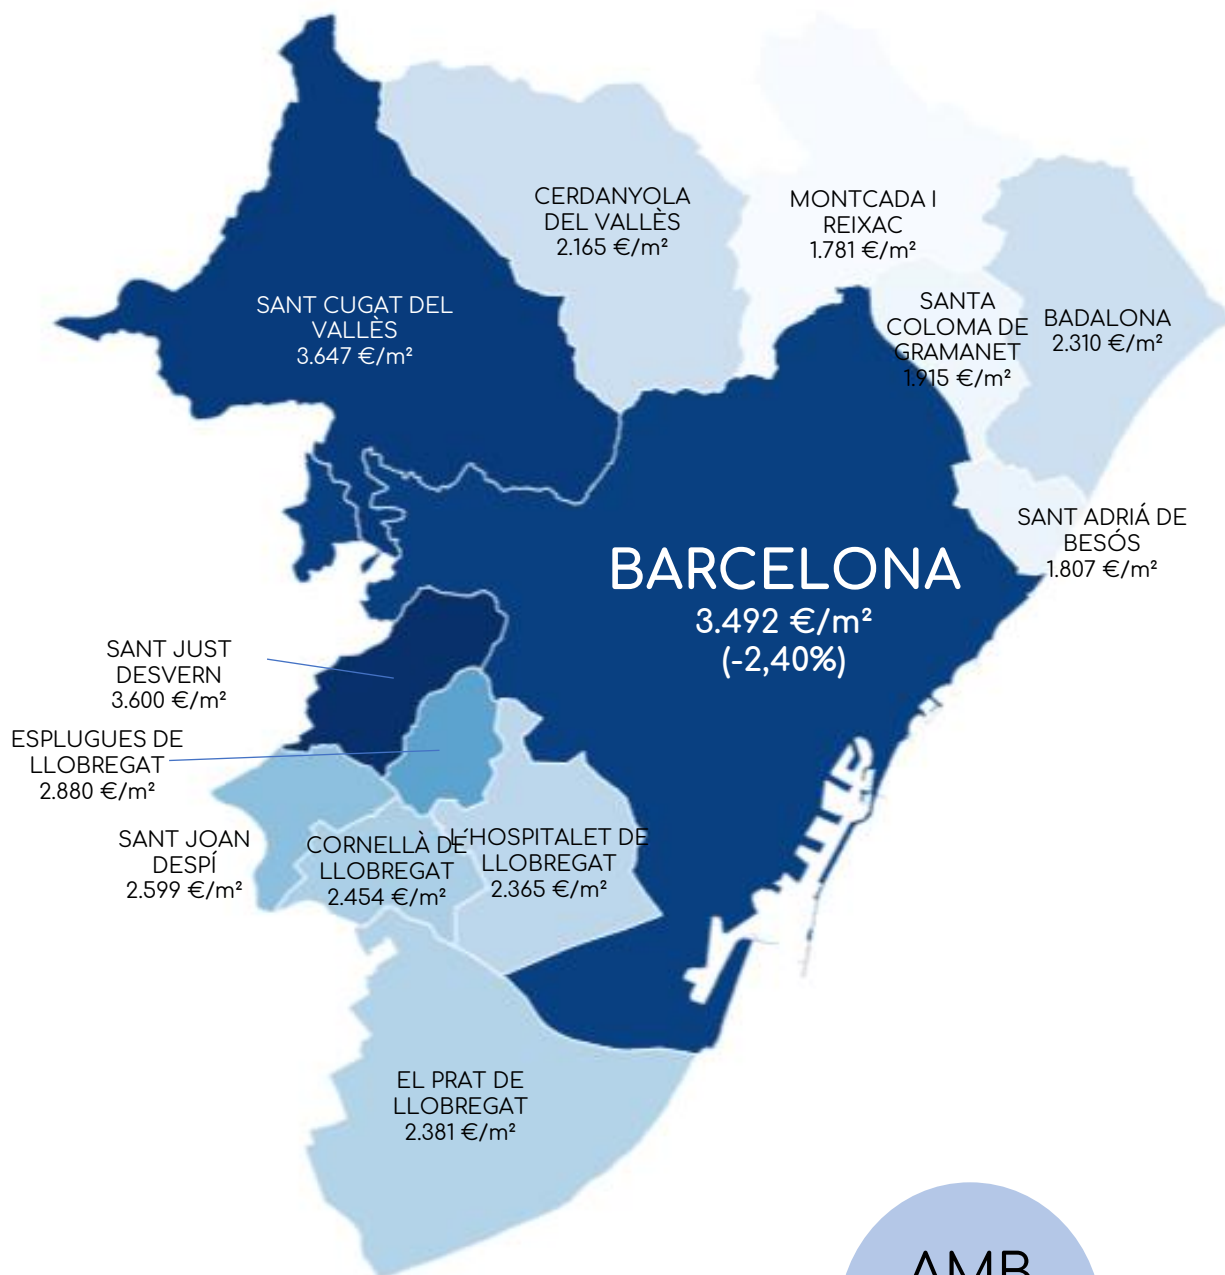 CERDANYOLA
DEL VALLÈS
2.165 €/m²
MONTCADA I
REIXAC
1.781 €/m²
SANT CUGAT DEL
VALLÈS
3.647 €/m²
SANTA
COLOMA DE
GRAMANET
1.915 €/m²
BADALONA
2.310 €/m²
SANT ADRIÁ DE
BESÓS
1.807 €/m²
BARCELONA
3.492 €/m²
(-2,40%)
SANT JUST
DESVERN
3.600 €/m²
ESPLUGUES DE
LLOBREGAT
2.880 €/m²
SANT JOAN
DESPÍ
2.599 €/m²
CORNELLÀ DE
LLOBREGAT
2.454 €/m²
L'HOSPITALET DE
LLOBREGAT
2.365 €/m²
EL PRAT DE
LLOBREGAT
2.381 €/m²
AMB